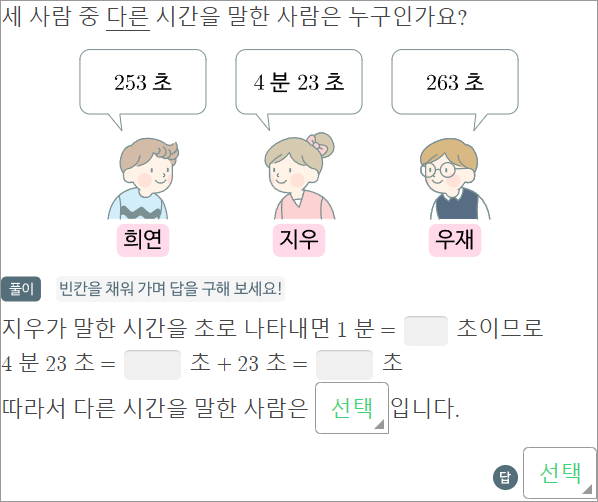 세 사람 중 다른 시간을 말한 사람은 누구인가요?
253 초
4 분 23 초
263 초
희연
지우
우재
풀이 빈칸을 채워 가며 답을 구해 보세요!
지우가 말한 시간을 초로 나타내면 1 분 = 초이므로
4 분 23 초 = 초 + 23 초 = 초
따라서 다른 시간을 말한 사람은 선택 입니다.
답 선택